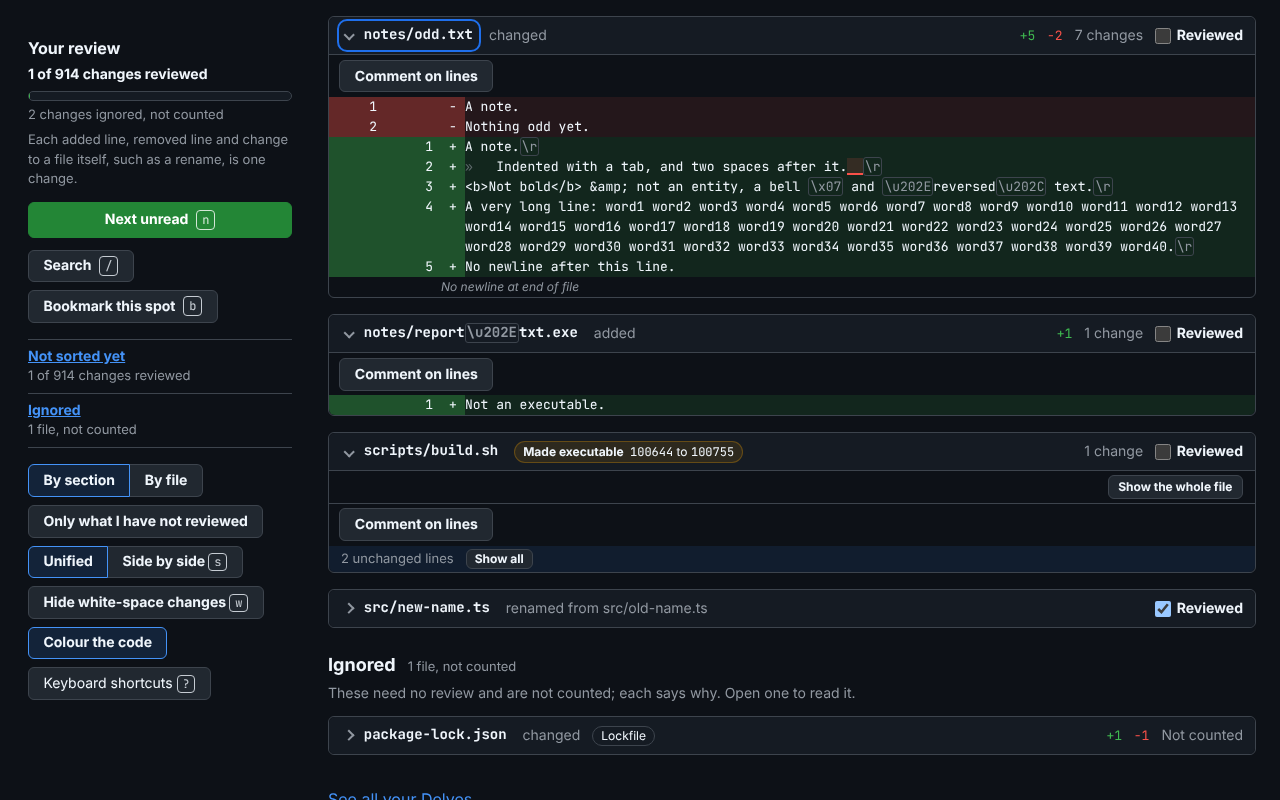 Your review
1 of 914 changes reviewed
2 changes ignored, not counted
Each added line, removed line and change
to a file itself, such as a rename, is one
change.
Next unread n
Search /
Bookmark this spot b
Not sorted yet
1 of 914 changes reviewed
Ignored
1 file, not counted
By section By file
Only what I have not reviewed
Unified Side by side s
Hide white-space changes w
Colour the code
Keyboard shortcuts ?
notes/odd.txt changed +5 -2 7 changes Reviewed
Comment on lines
1 - A note.
2 - Nothing odd yet.
1 + A note.\r
2 + » Indented with a tab, and two spaces after it. \r
3 + <b>Not bold</b> &amp; not an entity, a bell \x07 and \u202Ereversed\u202C text.\r
4 + A very long line: word1 word2 word3 word4 word5 word6 word7 word8 word9 word10 word11 word12 word13
word14 word15 word16 word17 word18 word19 word20 word21 word22 word23 word24 word25 word26 word27
word28 word29 word30 word31 word32 word33 word34 word35 word36 word37 word38 word39 word40.\r
5 + No newline after this line.
No newline at end of file
notes/report\u202Etxt.exe added +1 1 change Reviewed
Comment on lines
1 + Not an executable.
scripts/build.sh Made executable 100644 to 100755 1 change Reviewed
Show the whole file
Comment on lines
2 unchanged lines Show all
src/new-name.ts renamed from src/old-name.ts Reviewed
Ignored 1 file, not counted
These need no review and are not counted; each says why. Open one to read it.
package-lock.json changed Lockfile +1 -1 Not counted
See all your Delves